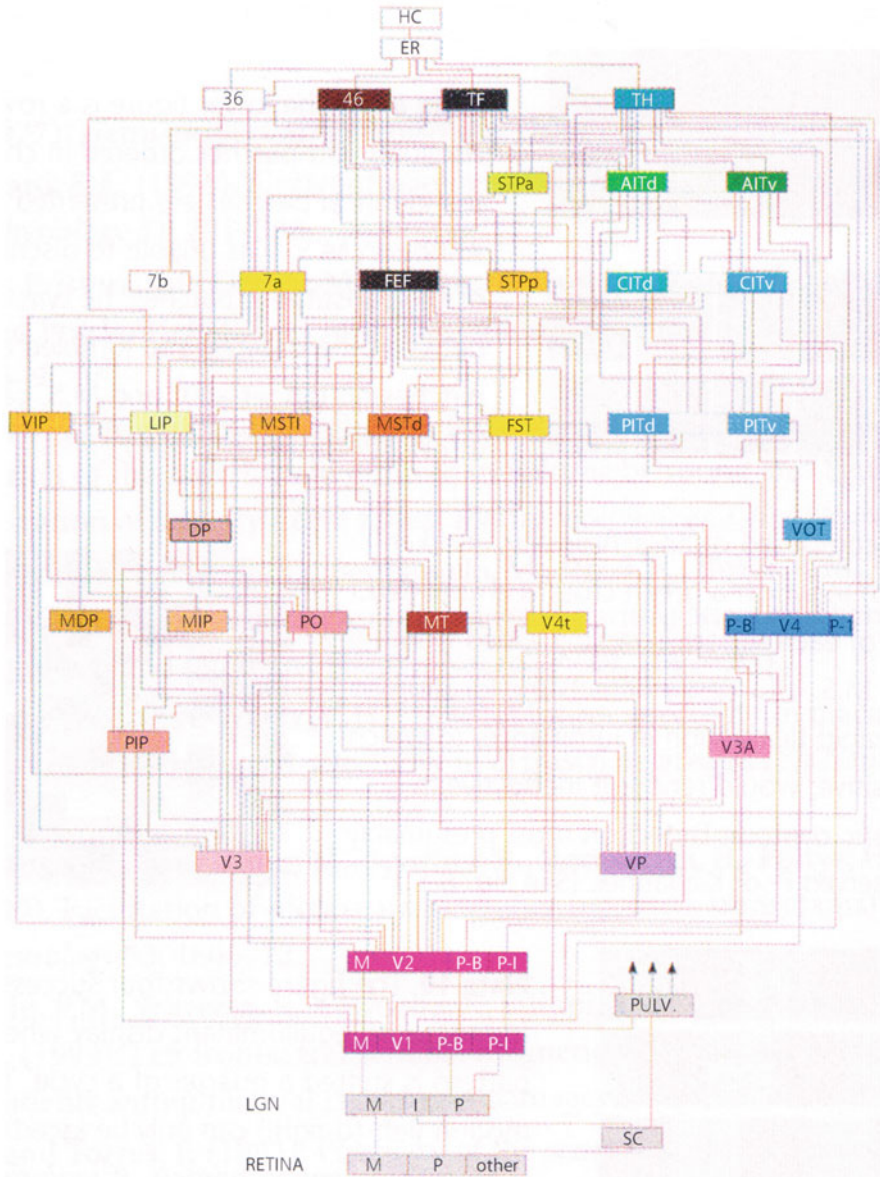 HC
ER
36 46 TF TH
STPa AITd AITv
7b 7a FEF STPp CITd CITv
VIP LIP MSTl MSTd FST PITd PITv
DP VOT
MDP MIP PO MT V4t P-B V4 P-1
PIP V3A
V3 VP
M V2 P-B P-I
PULV.
M V1 P-B P-I
LGN M I P
SC
RETINA M P other